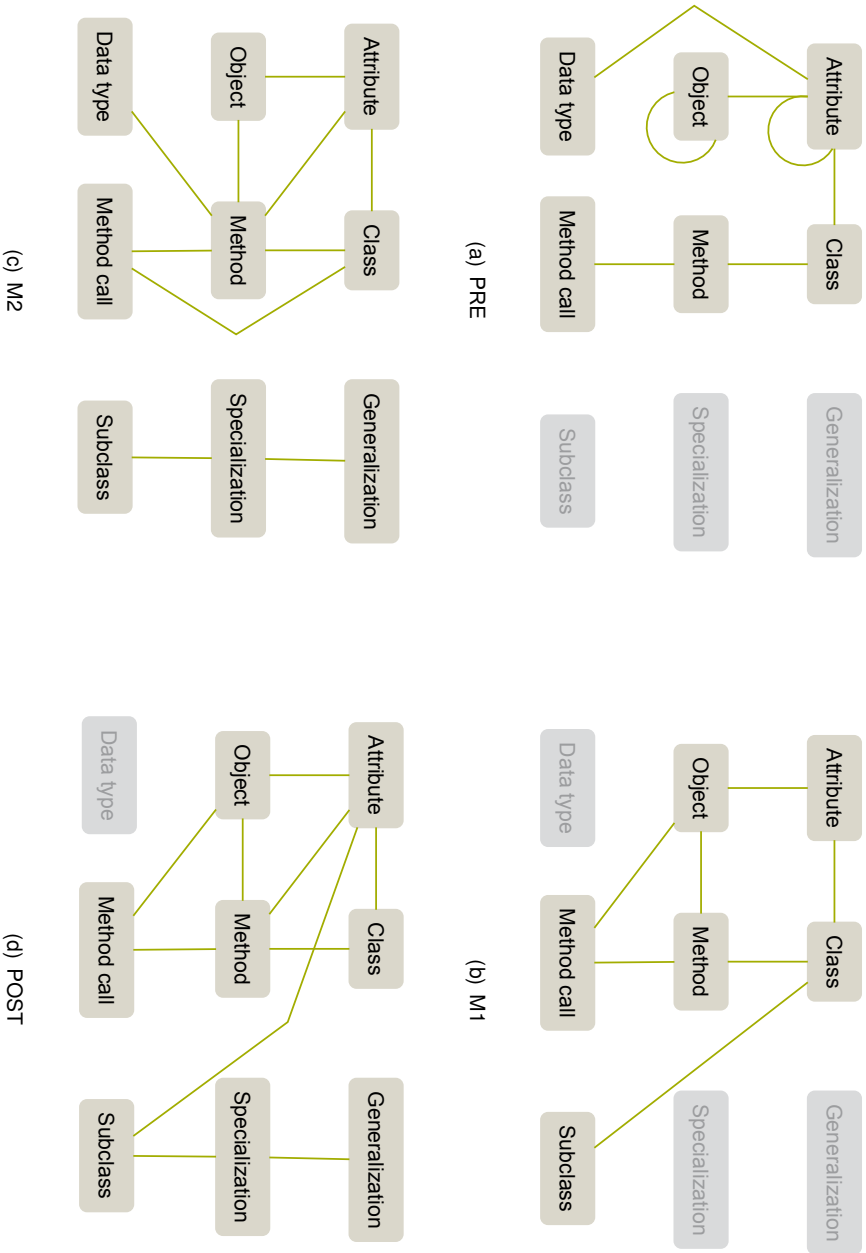 Attribute
Class
Generalization
Object
Method
Specialization
Data type
Method call
Subclass
(a) PRE
Attribute
Class
Generalization
Object
Method
Specialization
Data type
Method call
Subclass
(b) M1
Attribute
Class
Generalization
Object
Method
Specialization
Data type
Method call
Subclass
(c) M2
Attribute
Class
Generalization
Object
Method
Specialization
Data type
Method call
Subclass
(d) POST